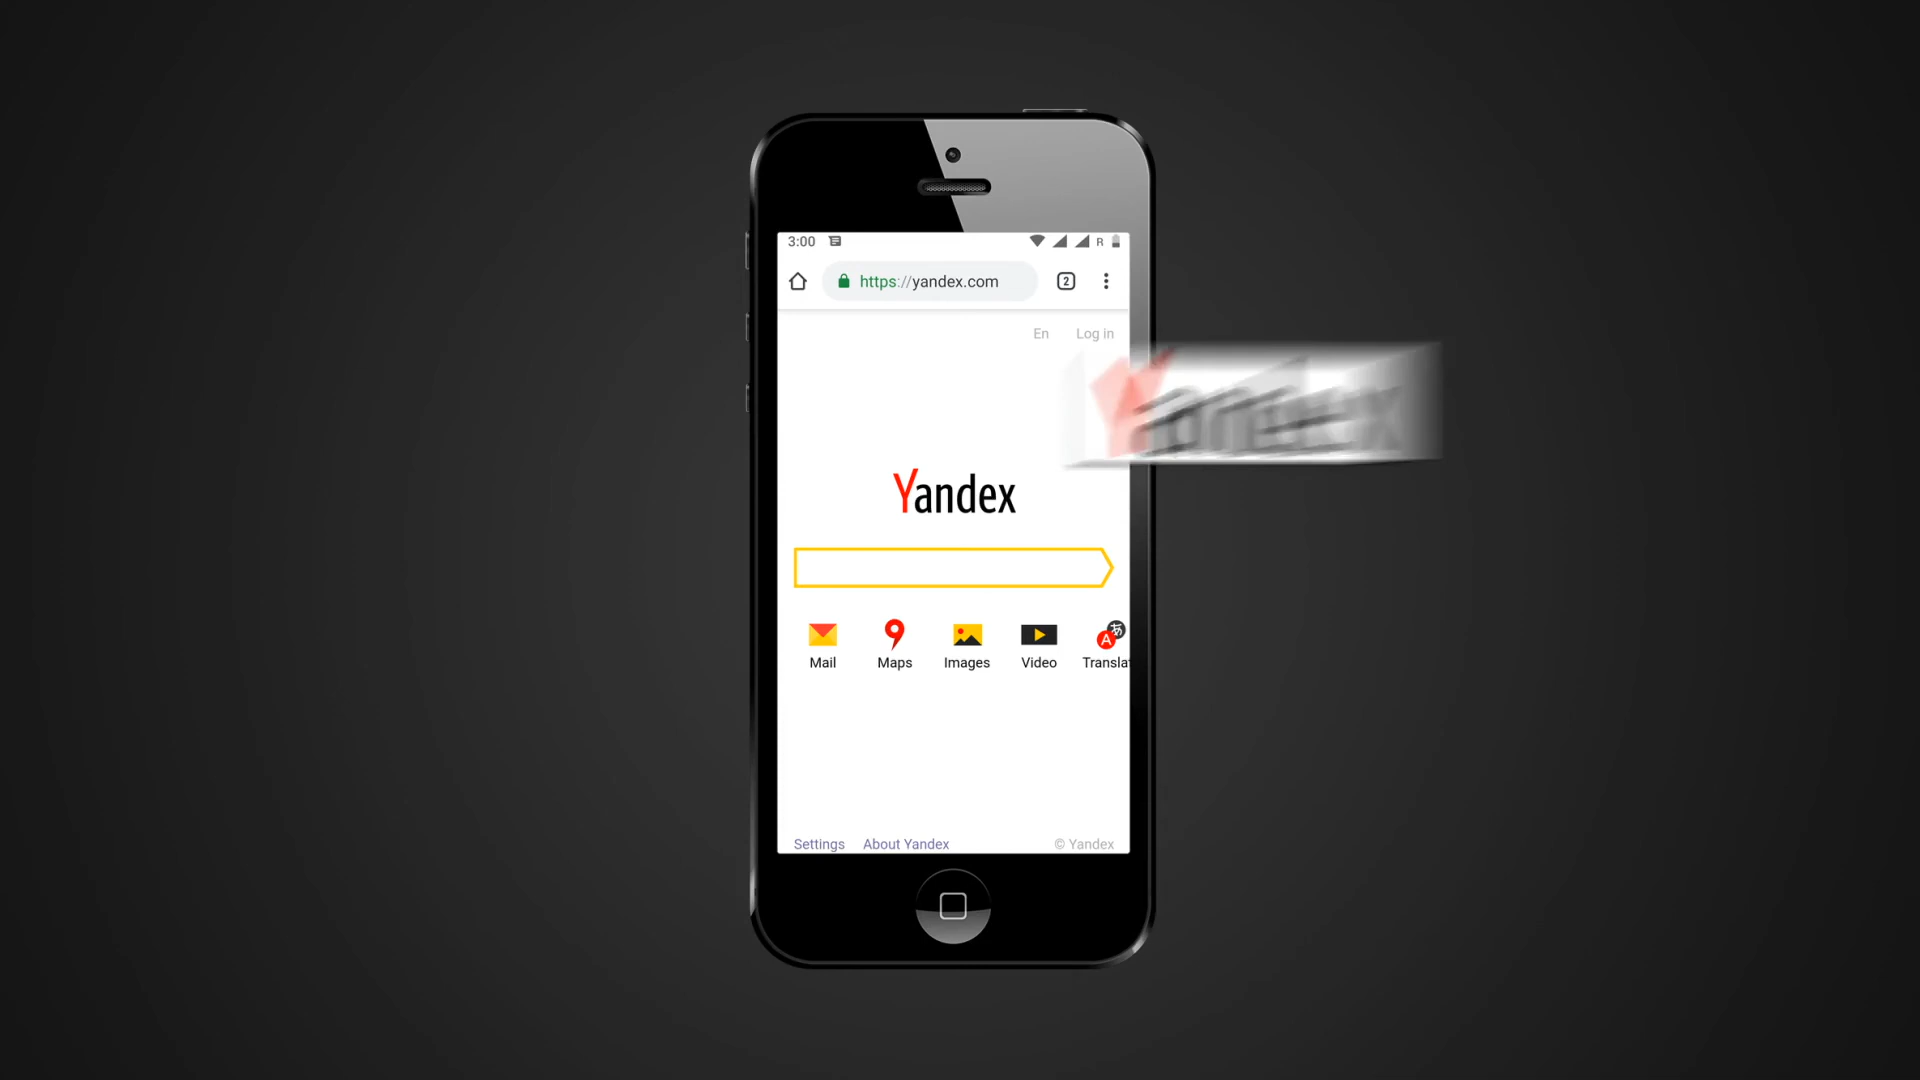 3:00 R
https://yandex.com 2
En Log in
Yandex
Yandex
Mail Maps Images Video Transla
Settings About Yandex © Yandex